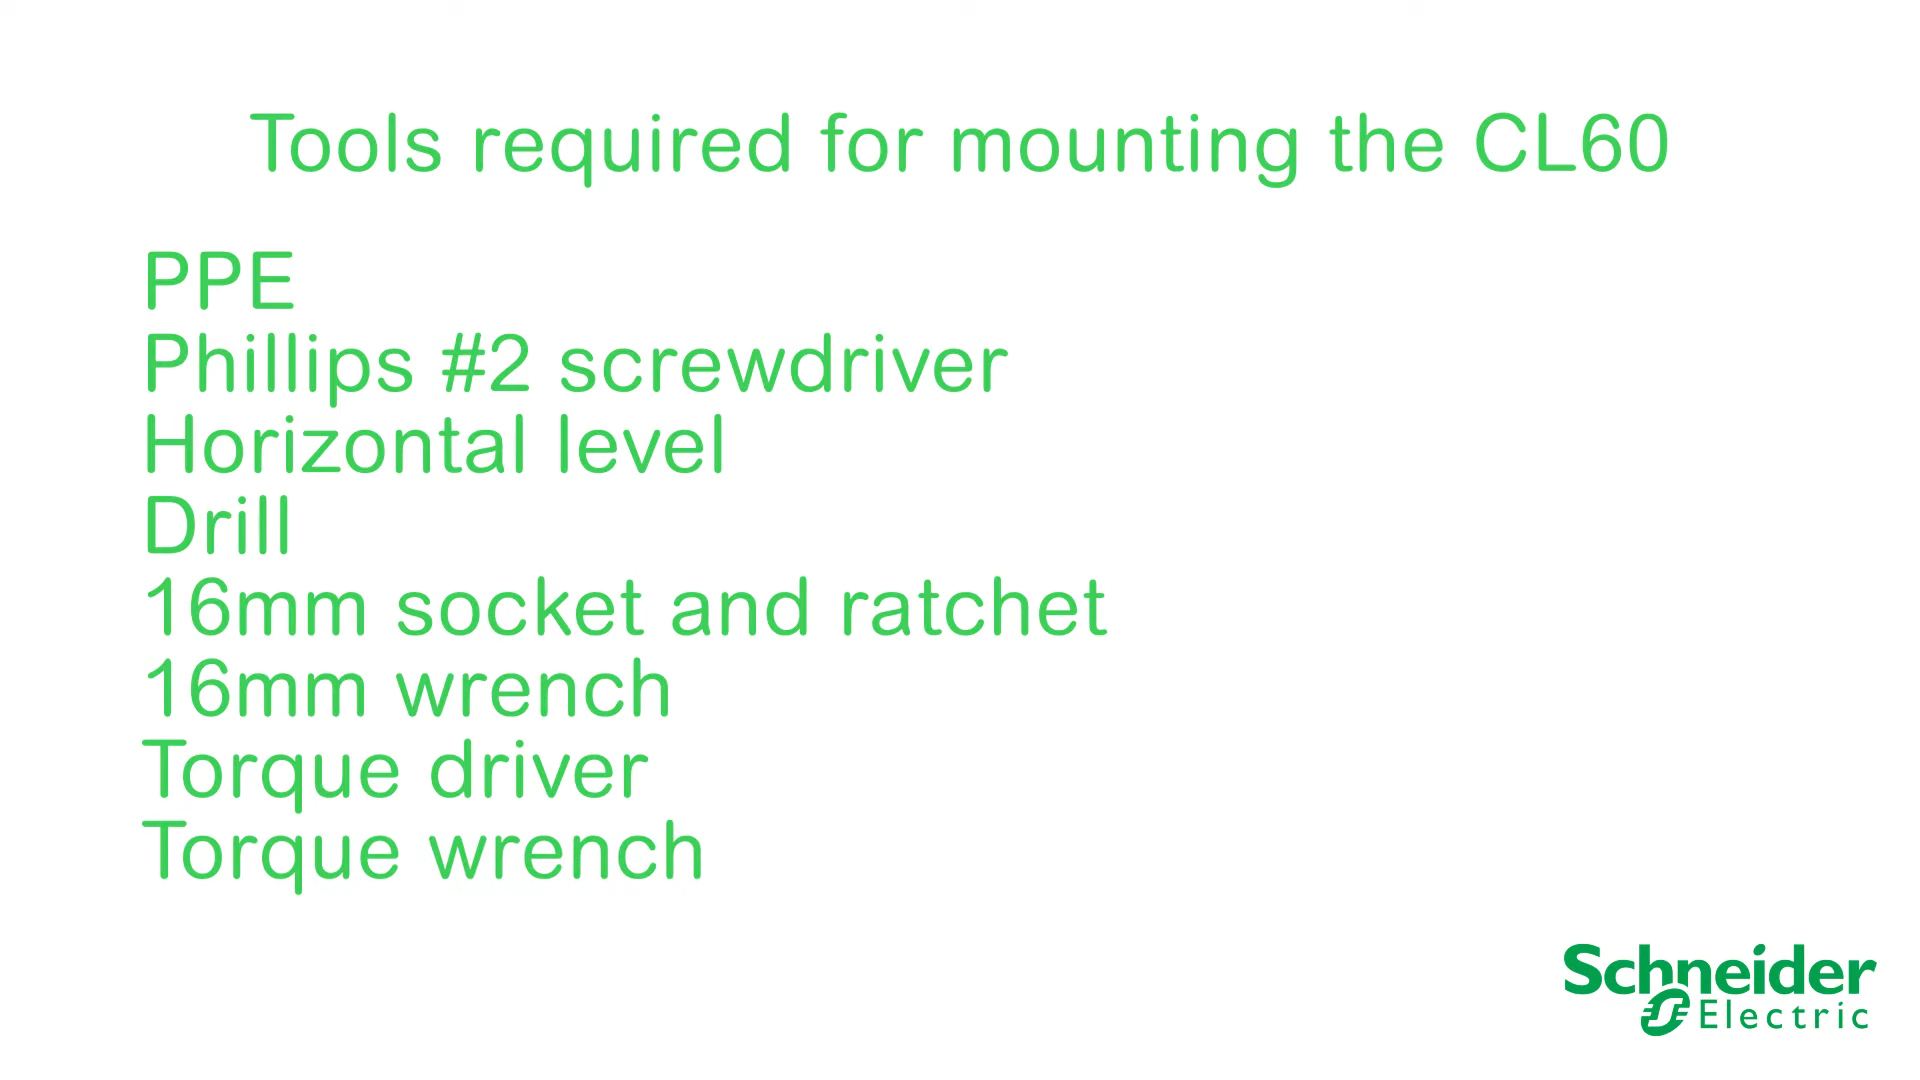 Tools required for mounting the CL60
PPE
Phillips #2 screwdriver
Horizontal level
Drill
16mm socket and ratchet
16mm wrench
Torque driver
Torque wrench
Schneider
Electric